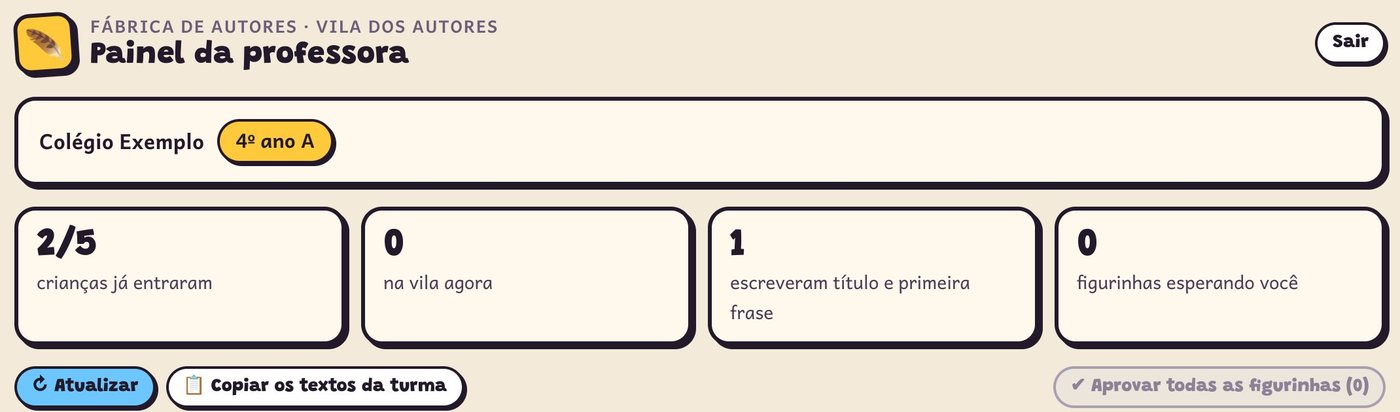 FÁBRICA DE AUTORES · VILA DOS AUTORES
Painel da professora
Sair
Colégio Exemplo
4º ano A
2/5
crianças já entraram
0
na vila agora
1
escreveram título e primeira
frase
0
figurinhas esperando você
↻ Atualizar
📋 Copiar os textos da turma
✔ Aprovar todas as figurinhas (0)